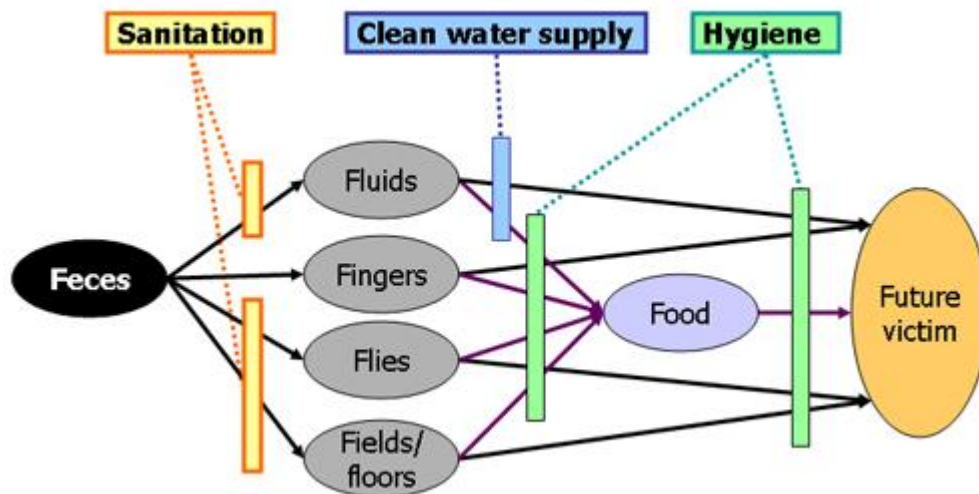 Sanitation
Clean water supply
Hygiene
Fluids
Feces
Fingers
Food
Future
victim
Flies
Fields/
floors